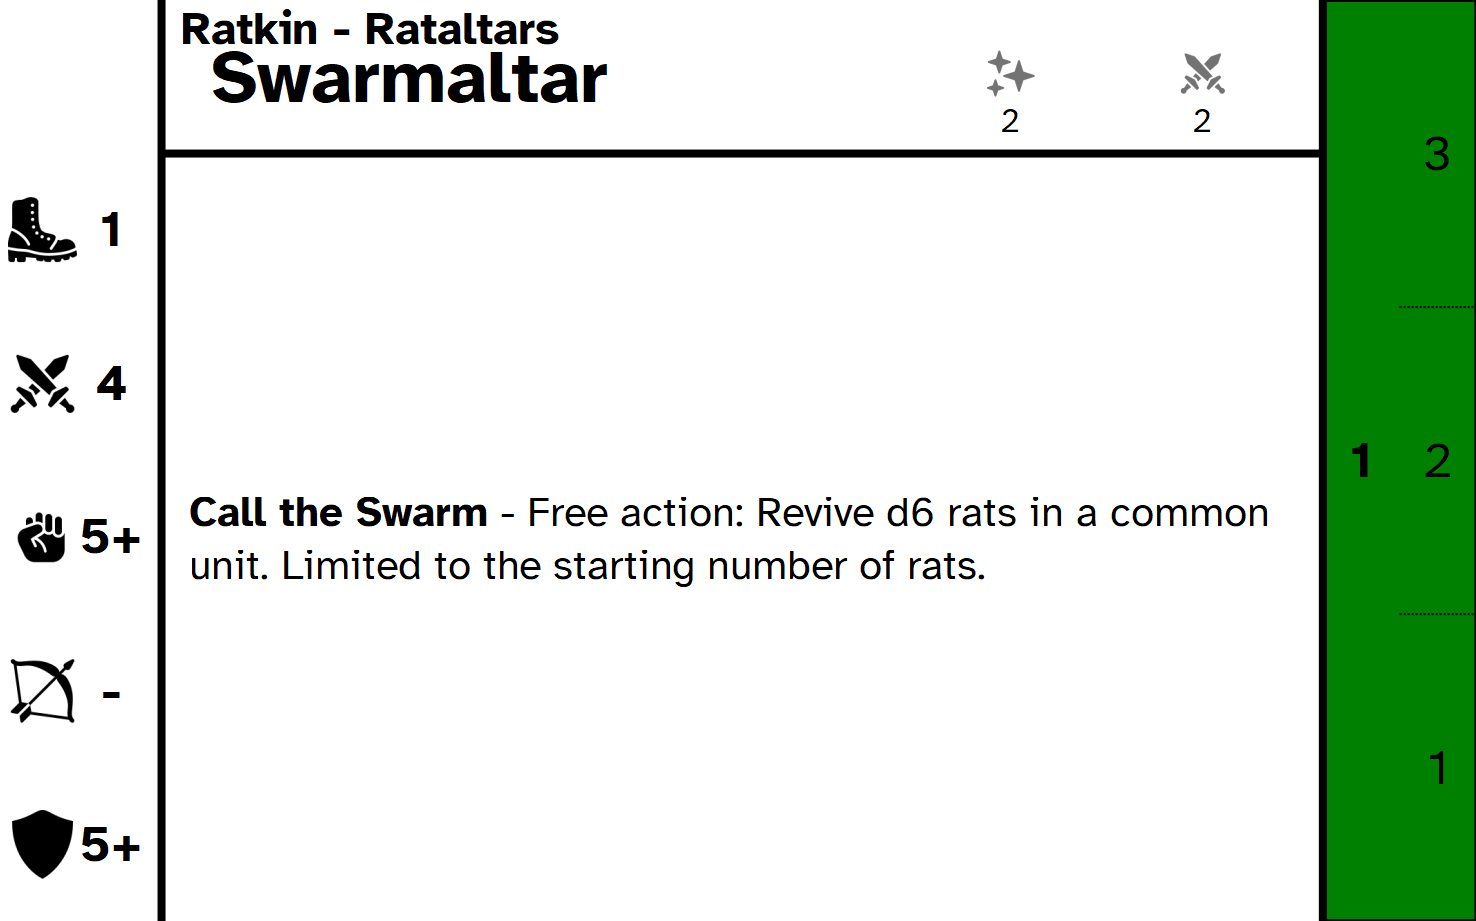 Ratkin - Rataltars
Swarmaltar
2
2
1
4
5+
-
5+
Call the Swarm - Free action: Revive d6 rats in a common
unit. Limited to the starting number of rats.
3
1
2
1